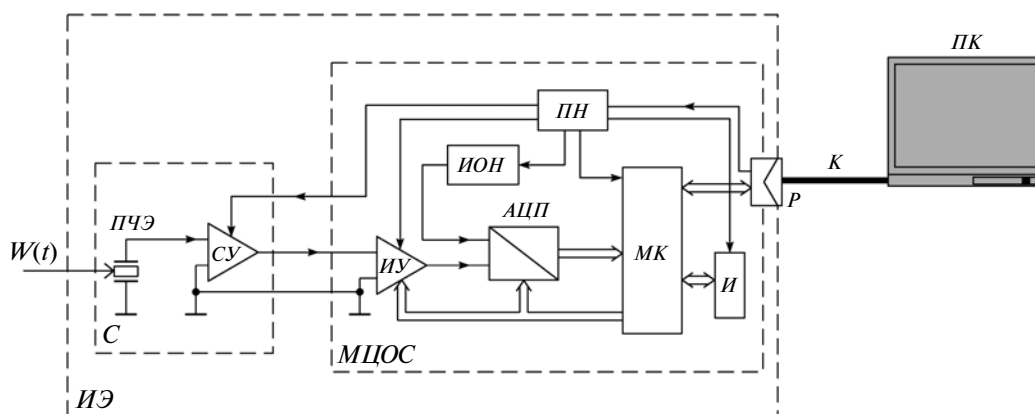 ПК
ПН
ИОН
К
Р
ПЧЭ
АЦП
W(t)
СУ
ИУ
МК
И
С
МЦОС
ИЭ